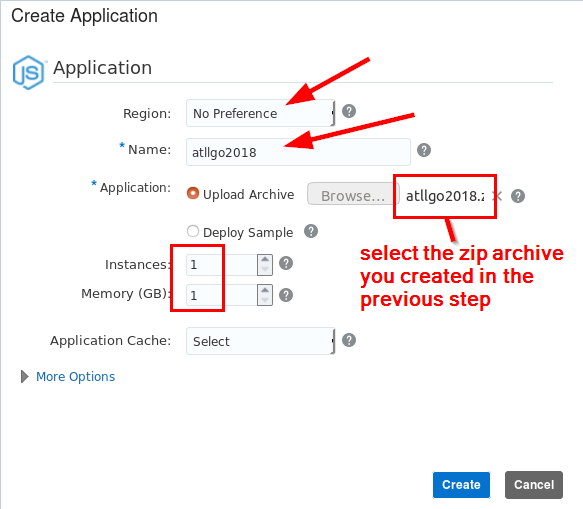 Create Application
JS Application
Region: No Preference ?
* Name: atllgo2018 ?
* Application: Upload Archive Browse... atllgo2018.z × ?
Deploy Sample ?
select the zip archive
you created in the
previous step
Instances: 1 ?
Memory (GB): 1 ?
Application Cache: Select ?
More Options
Create Cancel